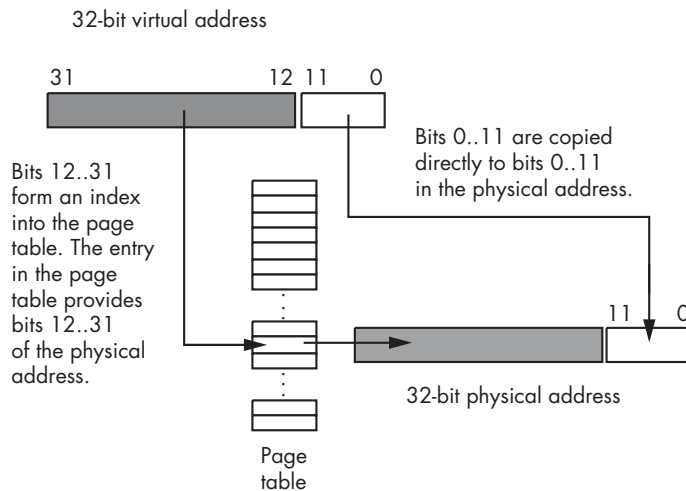 32-bit virtual address
31 12 11 0
Bits 0..11 are copied
directly to bits 0..11
in the physical address.
Bits 12..31
form an index
into the page
table. The entry
in the page
table provides
bits 12..31
of the physical
address.
11 0
32-bit physical address
Page
table